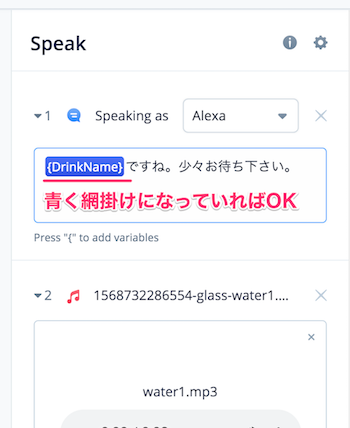 Speak
1 Speaking as Alexa
{DrinkName}ですね。少々お待ち下さい。
青く網掛けになっていればOK
Press "{" to add variables
2 1568732286554-glass-water1....
water1.mp3